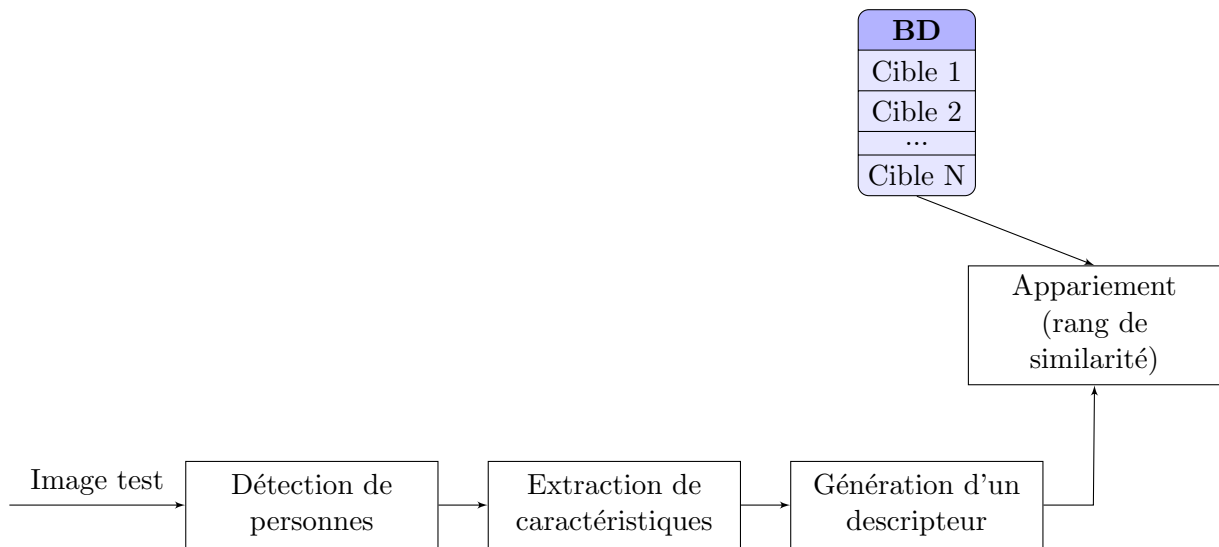 BD
Cible 1
Cible 2
...
Cible N
Appariement
(rang de
similarité)
Image test
Détection de
personnes
Extraction de
caractéristiques
Génération d'un
descripteur